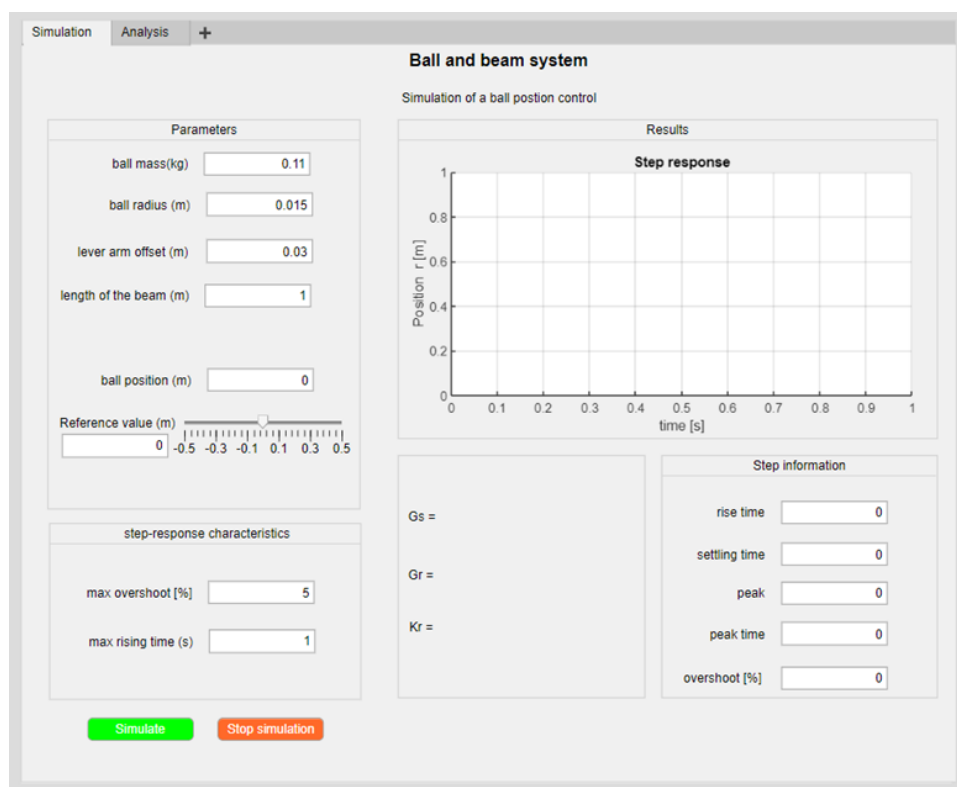 Simulation Analysis +
Ball and beam system
Simulation of a ball postion control
Parameters
ball mass(kg) 0.11
ball radius (m) 0.015
lever arm offset (m) 0.03
length of the beam (m) 1
ball position (m) 0
Reference value (m)
0
-0.5 -0.3 -0.1 0.1 0.3 0.5
step-response characteristics
max overshoot [%] 5
max rising time (s) 1
Simulate Stop simulation
Results
Step response
Position r [m]
1
0.8
0.6
0.4
0.2
0
0 0.1 0.2 0.3 0.4 0.5 0.6 0.7 0.8 0.9 1
time [s]
Gs =
Gr =
Kr =
Step information
rise time 0
settling time 0
peak 0
peak time 0
overshoot [%] 0